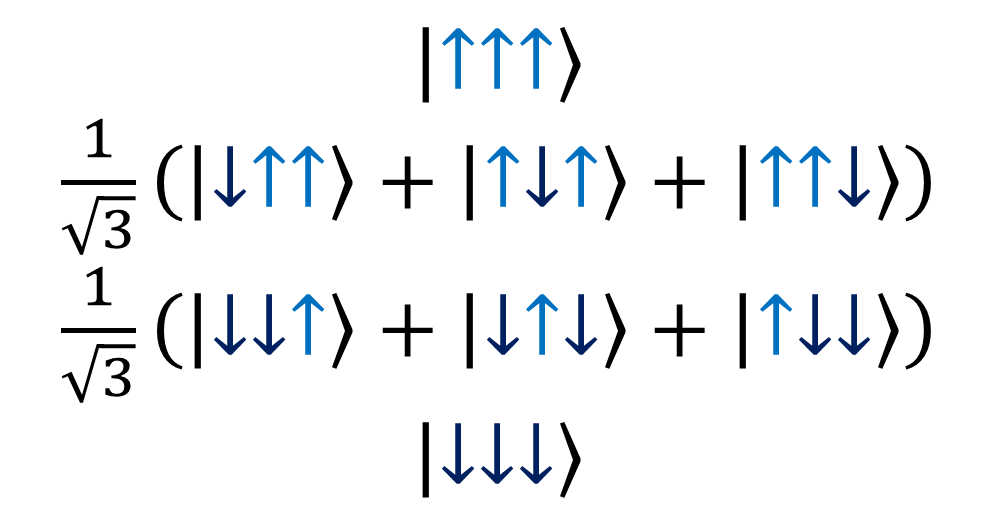 |↑↑↑⟩
1/√3 (|↓↑↑⟩ + |↑↓↑⟩ + |↑↑↓⟩)
1/√3 (|↓↓↑⟩ + |↓↑↓⟩ + |↑↓↓⟩)
|↓↓↓⟩